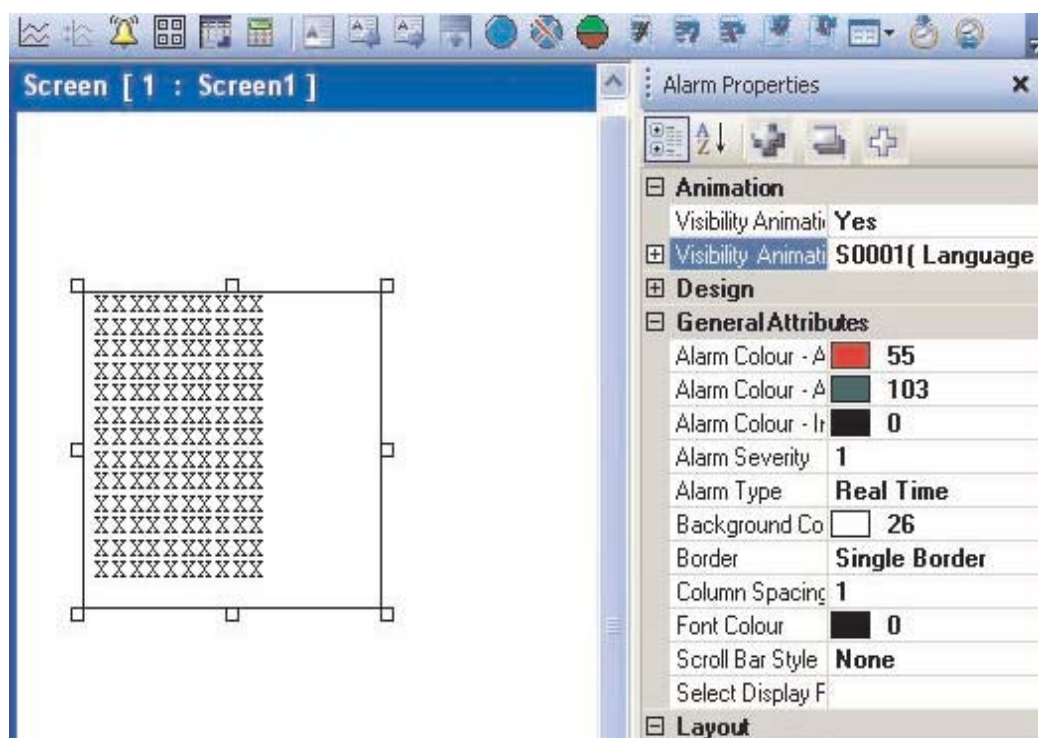 Screen [ 1 : Screen1 ]
XXXXXXXXXX
XXXXXXXXXX
XXXXXXXXXX
XXXXXXXXXX
XXXXXXXXXX
XXXXXXXXXX
XXXXXXXXXX
XXXXXXXXXX
XXXXXXXXXX
XXXXXXXXXX
XXXXXXXXXX
XXXXXXXXXX
XXXXXXXXXX
Alarm Properties
Animation
Visibility Animati Yes
Visibility Animati S0001( Language
Design
General Attributes
Alarm Colour - A 55
Alarm Colour - A 103
Alarm Colour - Ir 0
Alarm Severity 1
Alarm Type Real Time
Background Co 26
Border Single Border
Column Spacing 1
Font Colour 0
Scroll Bar Style None
Select Display F
Layout